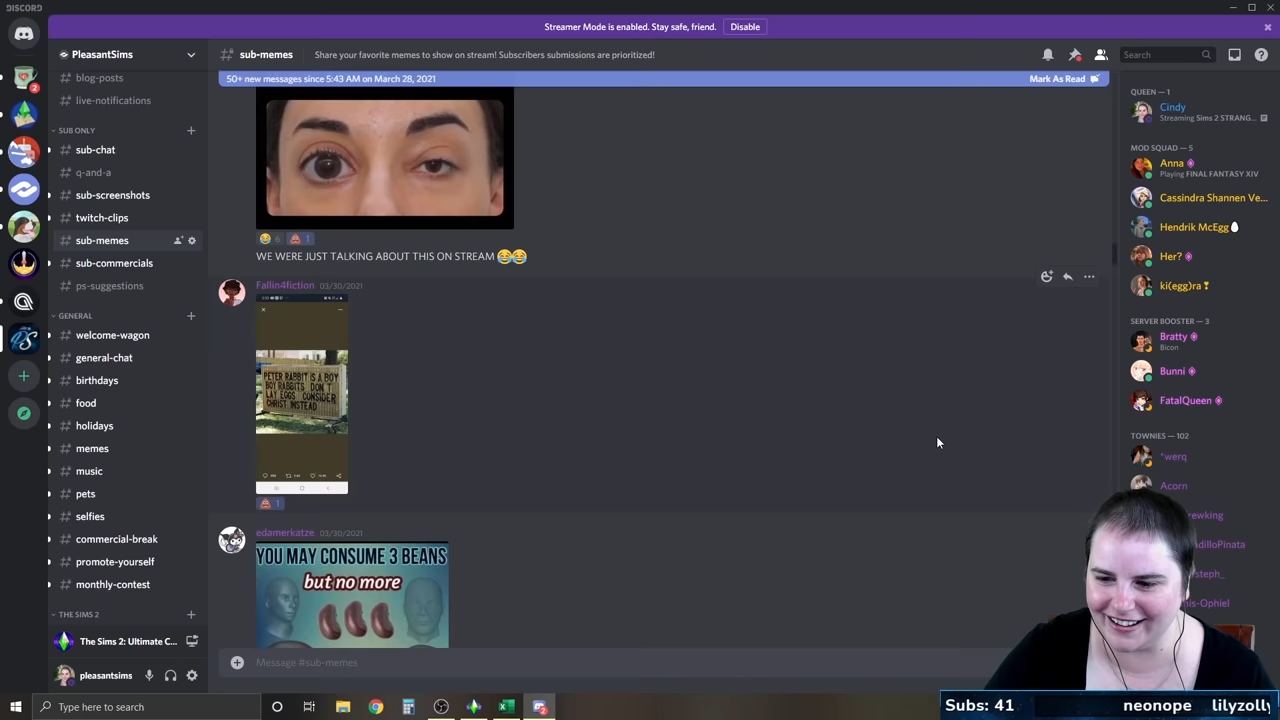 DISCORD
Streamer Mode is enabled. Stay safe, friend.
Disable
PleasantSims
sub-memes
Share your favorite memes to show on stream! Subscribers submissions are prioritized!
Search
50+ new messages since 5:43 AM on March 28, 2021
Mark As Read
blog-posts
live-notifications
SUB ONLY
sub-chat
q-and-a
sub-screenshots
twitch-clips
sub-memes
sub-commercials
ps-suggestions
GENERAL
welcome-wagon
general-chat
birthdays
food
holidays
memes
music
pets
selfies
commercial-break
promote-yourself
monthly-contest
THE SIMS 2
The Sims 2: Ultimate C...
pleasantsims
2
6
1
WE WERE JUST TALKING ABOUT THIS ON STREAM
Fallin4fiction 03/30/2021
PETER RABBIT IS A BOY
BOY RABBITS DON T
LAY EGGS CONSIDER
CHRIST INSTEAD
1
edamerkatze 03/30/2021
YOU MAY CONSUME 3 BEANS
but no more
Message #sub-memes
QUEEN — 1
Cindy
Streaming Sims 2 STRANG...
MOD SQUAD — 5
Anna
Playing FINAL FANTASY XIV
Cassindra Shannen Ve...
Hendrik McEgg
Her?
ki(egg)ra
SERVER BOOSTER — 3
Bratty
Bicon
Bunni
FatalQueen
TOWNIES — 102
*werq
Acorn
Type here to search
Subs: 41
neonope
lilyzolly